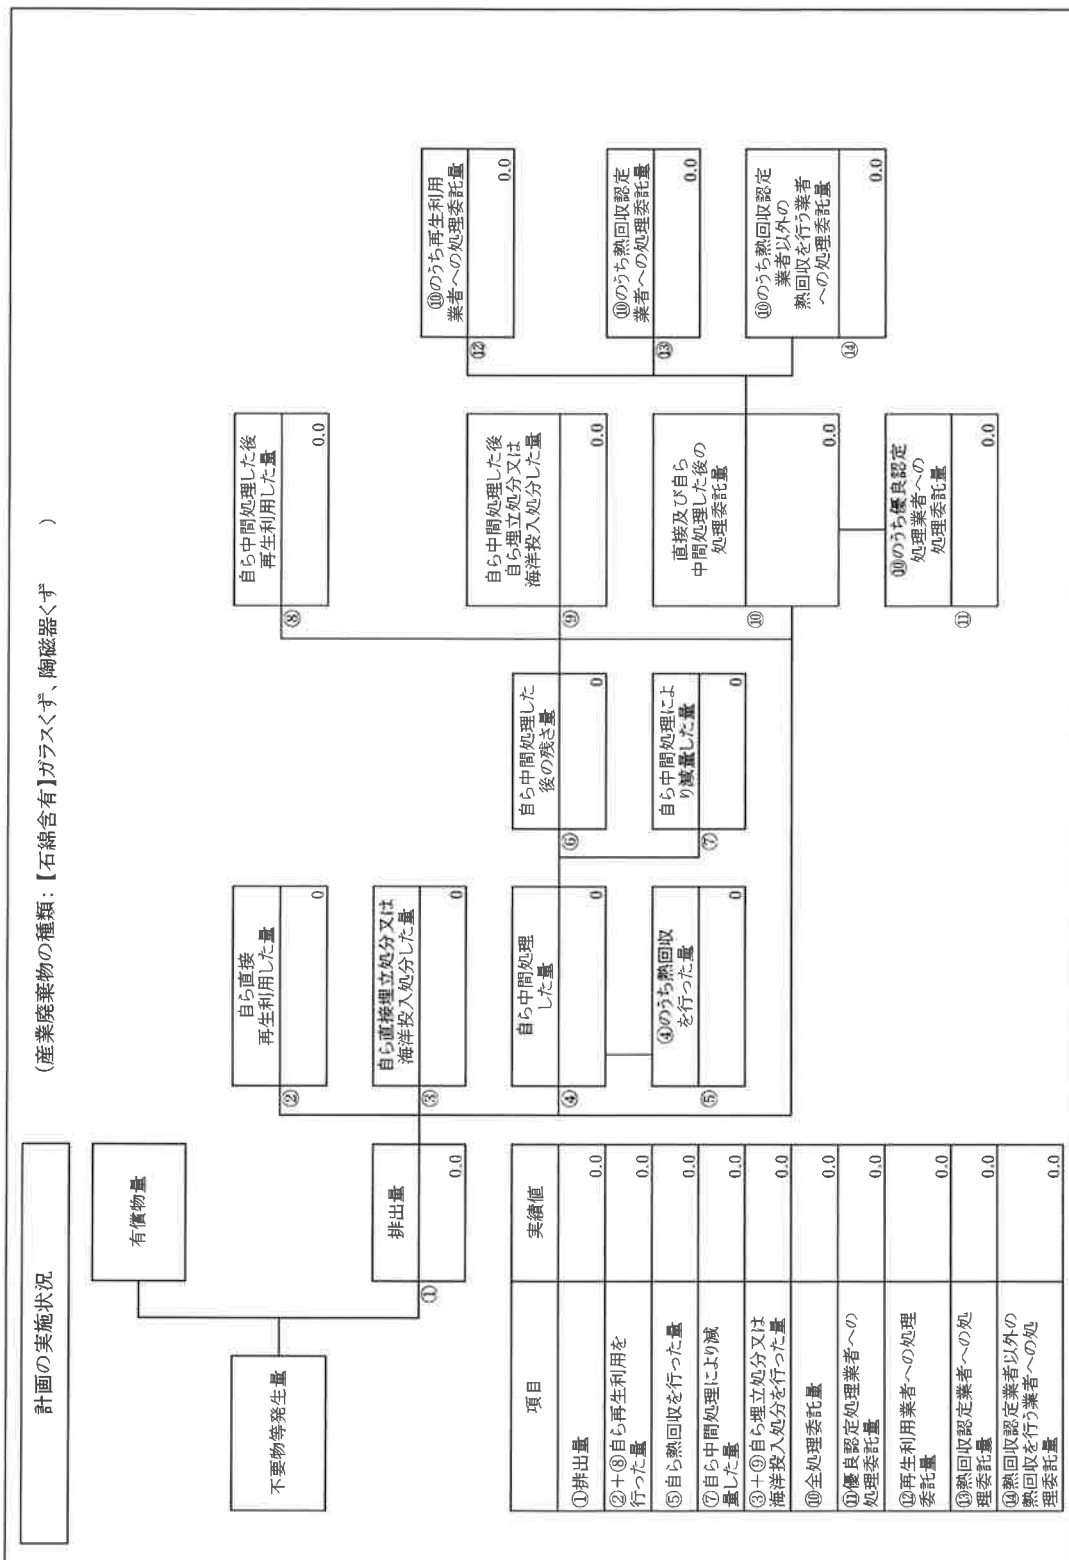 計画の実施状況
(産業廃棄物の種類：【石綿含有】ガラスくず、陶磁器くず　　)
不要物等発生量
有償物量
①
排出量
0.0
②
自ら直接
再生利用した量
0
③
自ら直接埋立処分又は
海洋投入処分した量
0
④
自ら中間処理
した量
0
⑤
④のうち熱回収
を行った量
0
⑥
自ら中間処理した
後の残さ量
0
⑦
自ら中間処理によ
り減量した量
0
⑧
自ら中間処理した後
再生利用した量
0.0
⑨
自ら中間処理した後
自ら埋立処分又は
海洋投入処分した量
0.0
⑩
直接及び自ら
中間処理した後の
処理委託量
0.0
⑪
⑩のうち優良認定
処理業者への
処理委託量
0.0
⑫
⑩のうち再生利用
業者への処理委託量
0.0
⑬
⑩のうち熱回収認定
業者への処理委託量
0.0
⑭
⑩のうち熱回収認定
業者以外の
熱回収を行う業者
への処理委託量
0.0
項目 実績値
①排出量 0.0
②＋⑧自ら再生利用を
行った量 0.0
⑤自ら熱回収を行った量 0.0
⑦自ら中間処理により減
量した量 0.0
③＋⑨自ら埋立処分又は
海洋投入処分を行った量 0.0
⑩全処理委託量 0.0
⑪優良認定処理業者への
処理委託量 0.0
⑫再生利用業者への処理
委託量 0.0
⑬熱回収認定業者への処
理委託量 0.0
⑭熱回収認定業者以外の
熱回収を行う業者への処
理委託量 0.0